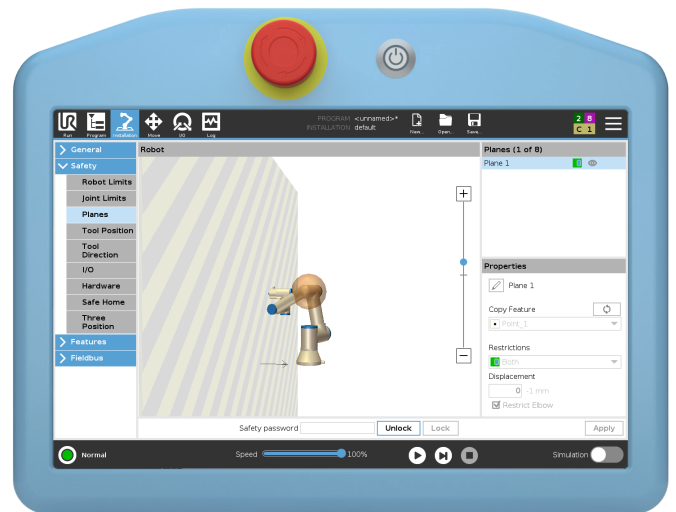 UR
Run
Program
Installation
Move
I/O
Log
PROGRAM <unnamed>*
INSTALLATION default
New...
Open...
Save...
2 8
C 1
General
Safety
Robot Limits
Joint Limits
Planes
Tool Position
Tool
Direction
I/O
Hardware
Safe Home
Three
Position
Features
Fieldbus
Robot
+
−
Planes (1 of 8)
Plane 1
Properties
Plane 1
Copy Feature
Point_1
Restrictions
Both
Displacement
0 -1 mm
Restrict Elbow
Safety password
Unlock
Lock
Apply
Normal
Speed
100%
Simulation